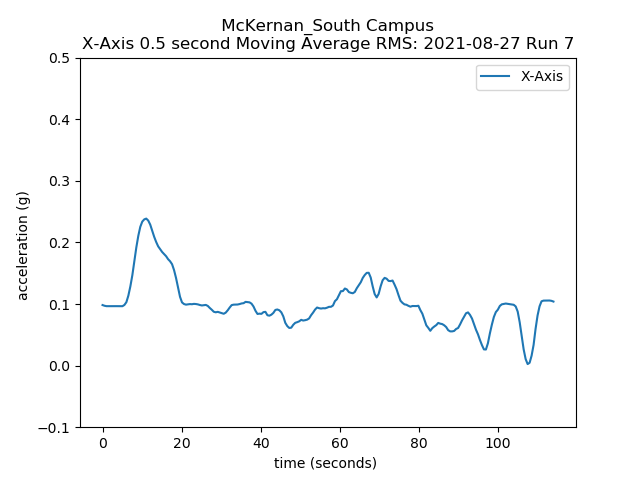 McKernan_South Campus
X-Axis 0.5 second Moving Average RMS: 2021-08-27 Run 7
X-Axis
acceleration (g)
0.5
0.4
0.3
0.2
0.1
0.0
−0.1
0 20 40 60 80 100
time (seconds)